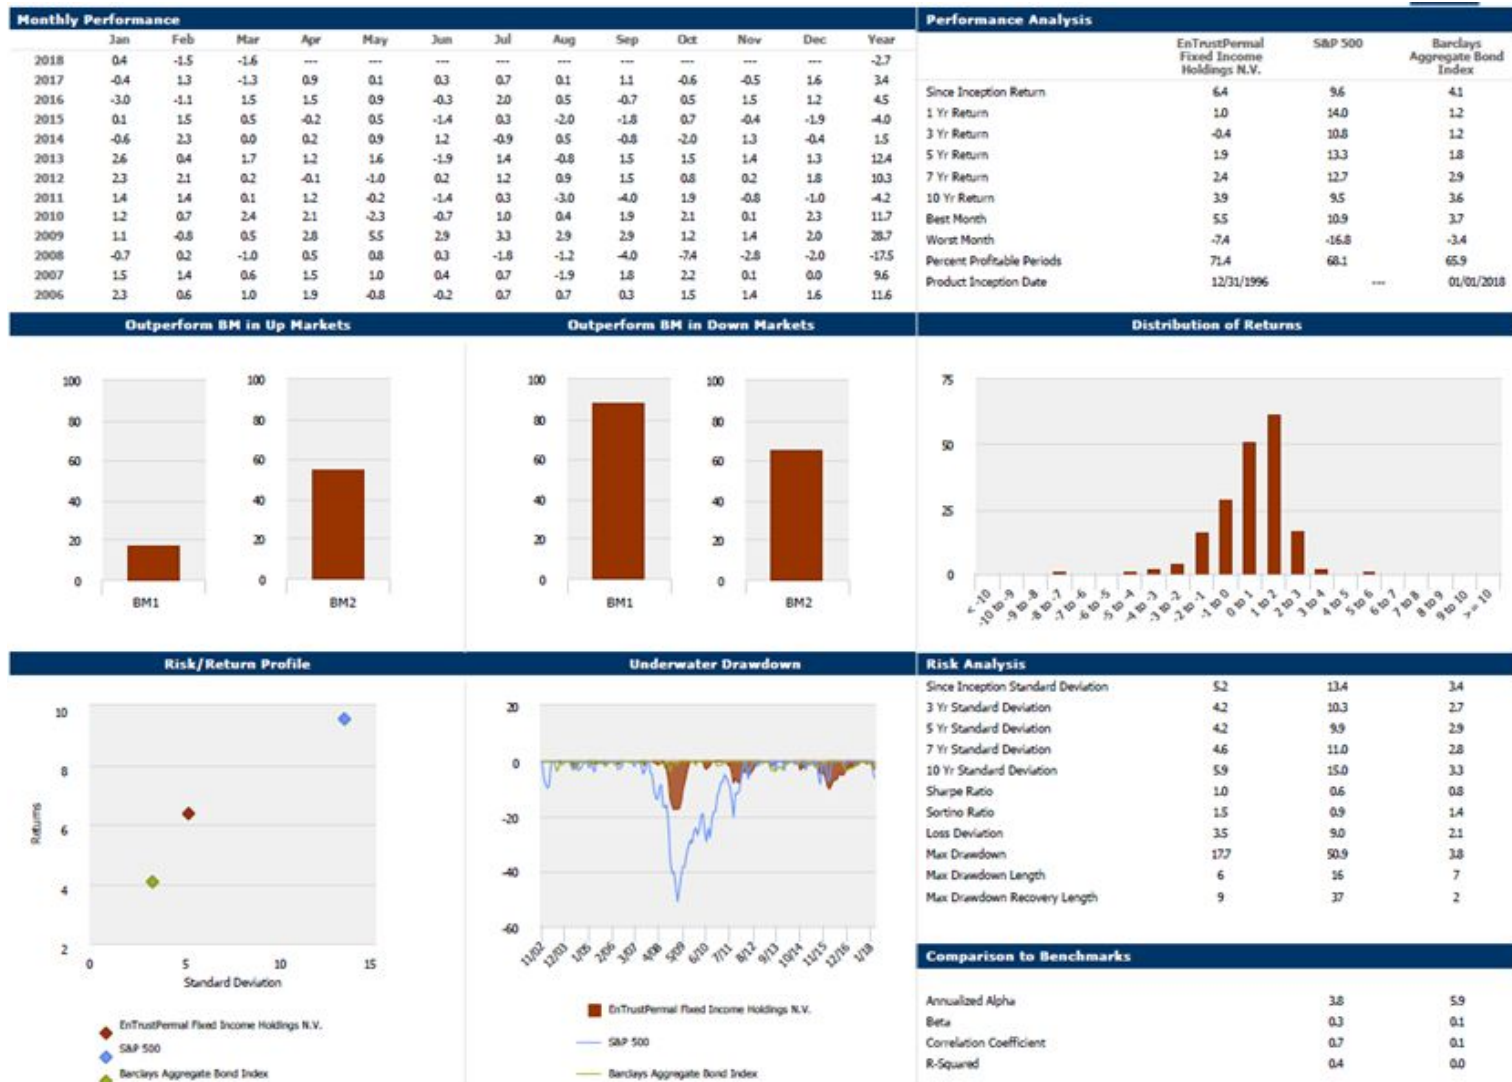 Monthly Performance
Jan Feb Mar Apr May Jun Jul Aug Sep Oct Nov Dec Year
2018 0.4 -1.5 -1.6 --- --- --- --- --- --- --- --- --- -2.7
2017 -0.4 1.3 -1.3 0.9 0.1 0.3 0.7 0.1 1.1 -0.6 -0.5 1.6 3.4
2016 -3.0 -1.1 1.5 1.5 0.9 -0.3 2.0 0.5 -0.7 0.5 1.5 1.2 4.5
2015 0.1 1.5 0.5 -0.2 0.5 -1.4 0.3 -2.0 -1.8 0.7 -0.4 -1.9 -4.0
2014 -0.6 2.3 0.0 0.2 0.9 1.2 -0.9 0.5 -0.8 -2.0 1.3 -0.4 1.5
2013 2.6 0.4 1.7 1.2 1.6 -1.9 1.4 -0.8 1.5 1.5 1.4 1.3 12.4
2012 2.3 2.1 0.2 -0.1 -1.0 0.2 1.2 0.9 1.5 0.8 0.2 1.8 10.3
2011 1.4 1.4 0.1 1.2 -0.2 -1.4 0.3 -3.0 -4.0 1.9 -0.8 -1.0 -4.2
2010 1.2 0.7 2.4 2.1 -2.3 -0.7 1.0 0.4 1.9 2.1 0.1 2.3 11.7
2009 1.1 -0.8 0.5 2.8 5.5 2.9 3.3 2.9 2.9 1.2 1.4 2.0 28.7
2008 -0.7 0.2 -1.0 0.5 0.8 0.3 -1.8 -1.2 -4.0 -7.4 -2.8 -2.0 -17.5
2007 1.5 1.4 0.6 1.5 1.0 0.4 0.7 -1.9 1.8 2.2 0.1 0.0 9.6
2006 2.3 0.6 1.0 1.9 -0.8 -0.2 0.7 0.7 0.3 1.5 1.4 1.6 11.6
Performance Analysis
EnTrustPermal S&P 500 Barclays
Fixed Income Aggregate Bond
Holdings N.V. Index
Since Inception Return 6.4 9.6 4.1
1 Yr Return 1.0 14.0 1.2
3 Yr Return -0.4 10.8 1.2
5 Yr Return 1.9 13.3 1.8
7 Yr Return 2.4 12.7 2.9
10 Yr Return 3.9 9.5 3.6
Best Month 5.5 10.9 3.7
Worst Month -7.4 -16.8 -3.4
Percent Profitable Periods 71.4 68.1 65.9
Product Inception Date 12/31/1996 --- 01/01/2018
Outperform BM in Up Markets
100 100
80 80
60 60
40 40
20 20
0 0
BM1 BM2
Outperform BM in Down Markets
100 100
80 80
60 60
40 40
20 20
0 0
BM1 BM2
Distribution of Returns
75
50
25
0
< -10 -10 to -9 -9 to -8 -8 to -7 -7 to -6 -6 to -5 -5 to -4 -4 to -3 -3 to -2 -2 to -1 -1 to 0 0 to 1 1 to 2 2 to 3 3 to 4 4 to 5 5 to 6 6 to 7 7 to 8 8 to 9 9 to 10 > = 10
Risk/Return Profile
10
8
6
4
2
Returns
0 5 10 15
Standard Deviation
EnTrustPermal Fixed Income Holdings N.V.
S&P 500
Barclays Aggregate Bond Index
Underwater Drawdown
20
0
-20
-40
-60
11/02 12/03 1/05 2/06 3/07 4/08 5/09 6/10 7/11 8/12 9/13 10/14 11/15 12/16 1/18
EnTrustPermal Fixed Income Holdings N.V.
S&P 500
Barclays Aggregate Bond Index
Risk Analysis
Since Inception Standard Deviation 5.2 13.4 3.4
3 Yr Standard Deviation 4.2 10.3 2.7
5 Yr Standard Deviation 4.2 9.9 2.9
7 Yr Standard Deviation 4.6 11.0 2.8
10 Yr Standard Deviation 5.9 15.0 3.3
Sharpe Ratio 1.0 0.6 0.8
Sortino Ratio 1.5 0.9 1.4
Loss Deviation 3.5 9.0 2.1
Max Drawdown 17.7 50.9 3.8
Max Drawdown Length 6 16 7
Max Drawdown Recovery Length 9 37 2
Comparison to Benchmarks
Annualized Alpha 3.8 5.9
Beta 0.3 0.1
Correlation Coefficient 0.7 0.1
R-Squared 0.4 0.0